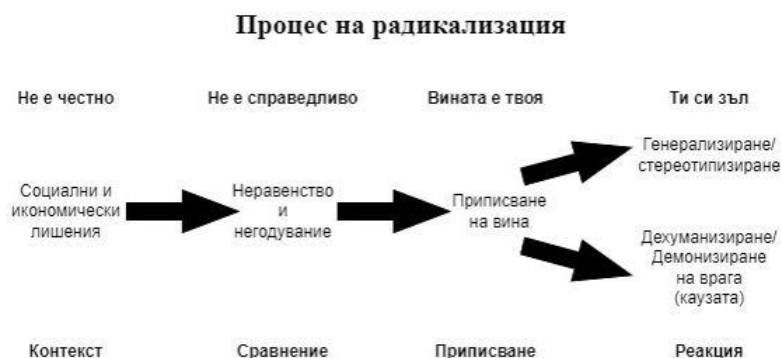 Процес на радикализация
Не е честно
Не е справедливо
Вината е твоя
Ти си зъл
Социални и
икономически
лишения
Неравенство
и
негодувание
Приписване
на вина
Генерализиране/
стереотипизиране
Дехуманизиране/
Демонизиране
на врага
(каузата)
Контекст
Сравнение
Приписване
Реакция